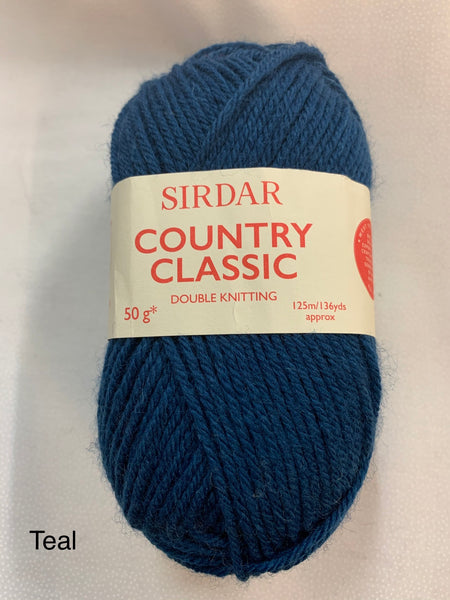 SIRDAR
COUNTRY
CLASSIC
DOUBLE KNITTING
50 g*
125m/136yds
approx
Teal